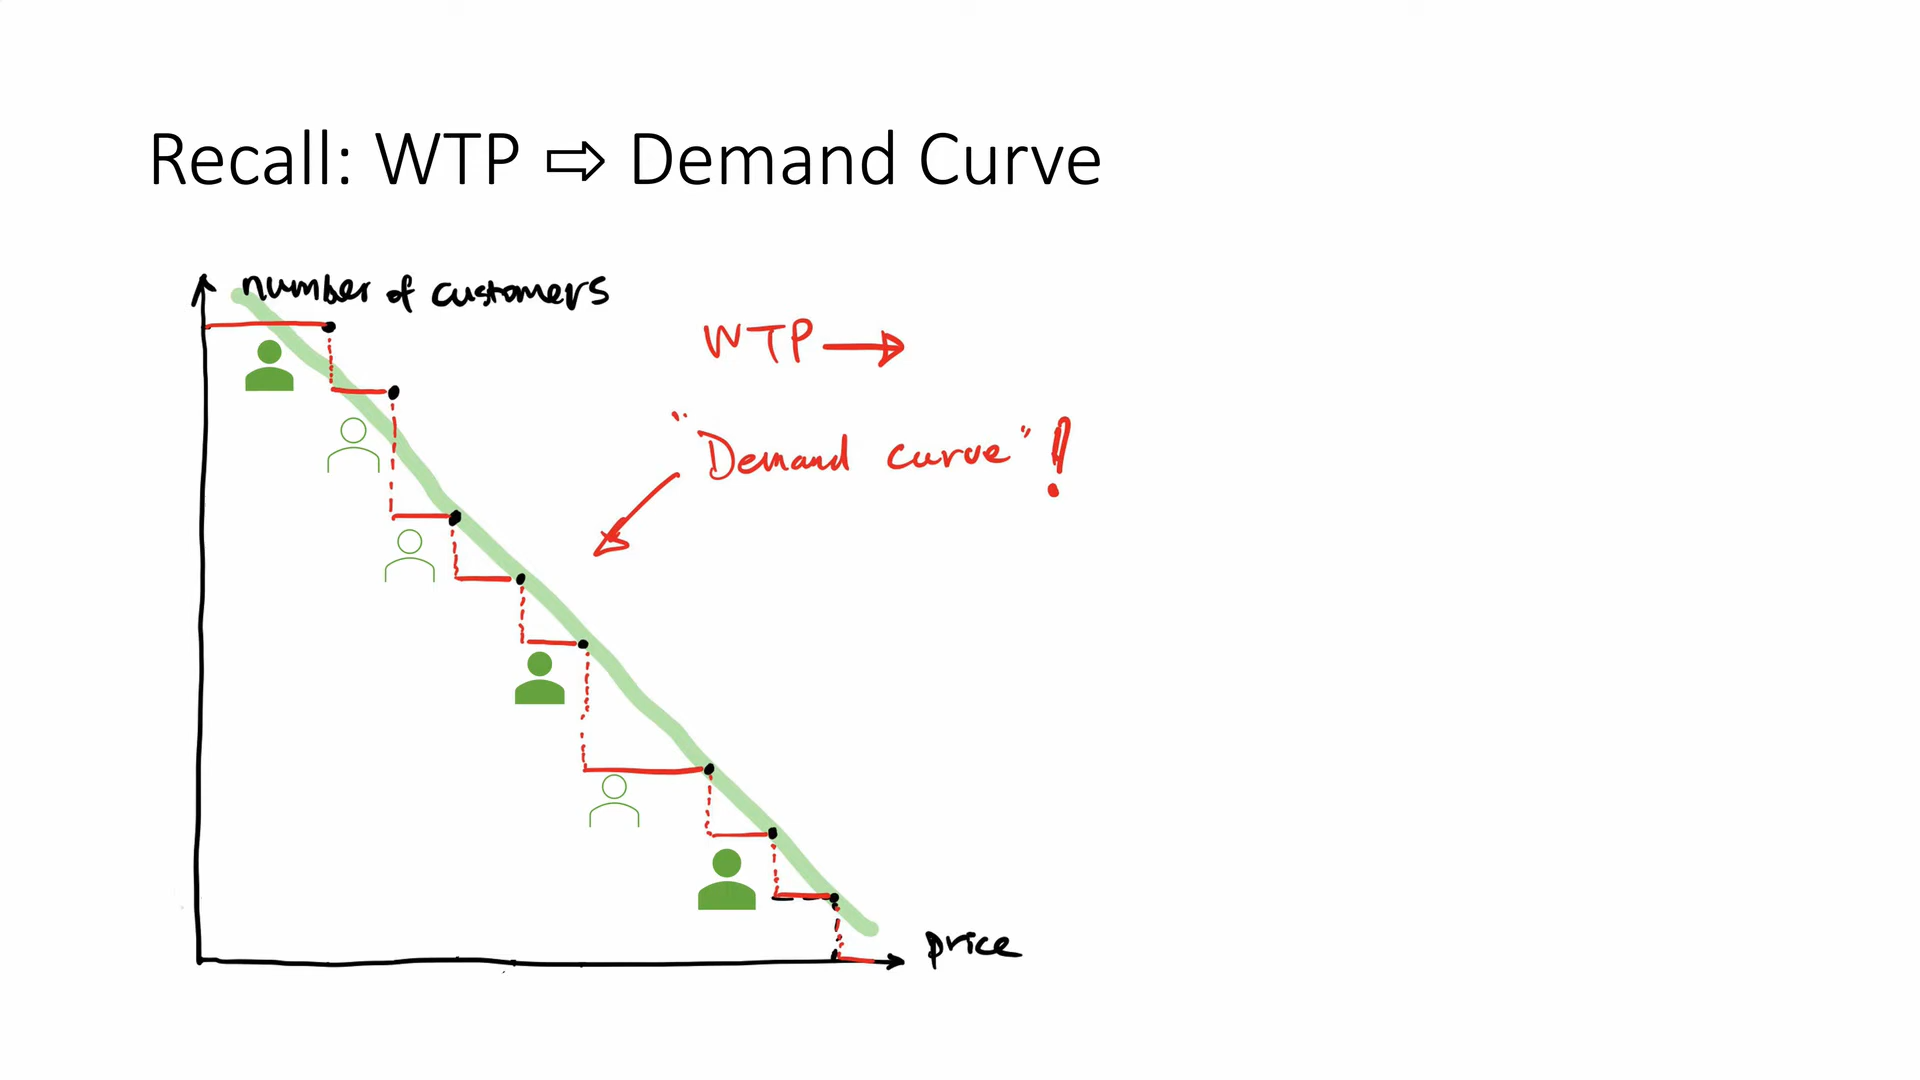 Recall: WTP ⇨ Demand Curve
number of customers
WTP →
"Demand curve"!
price